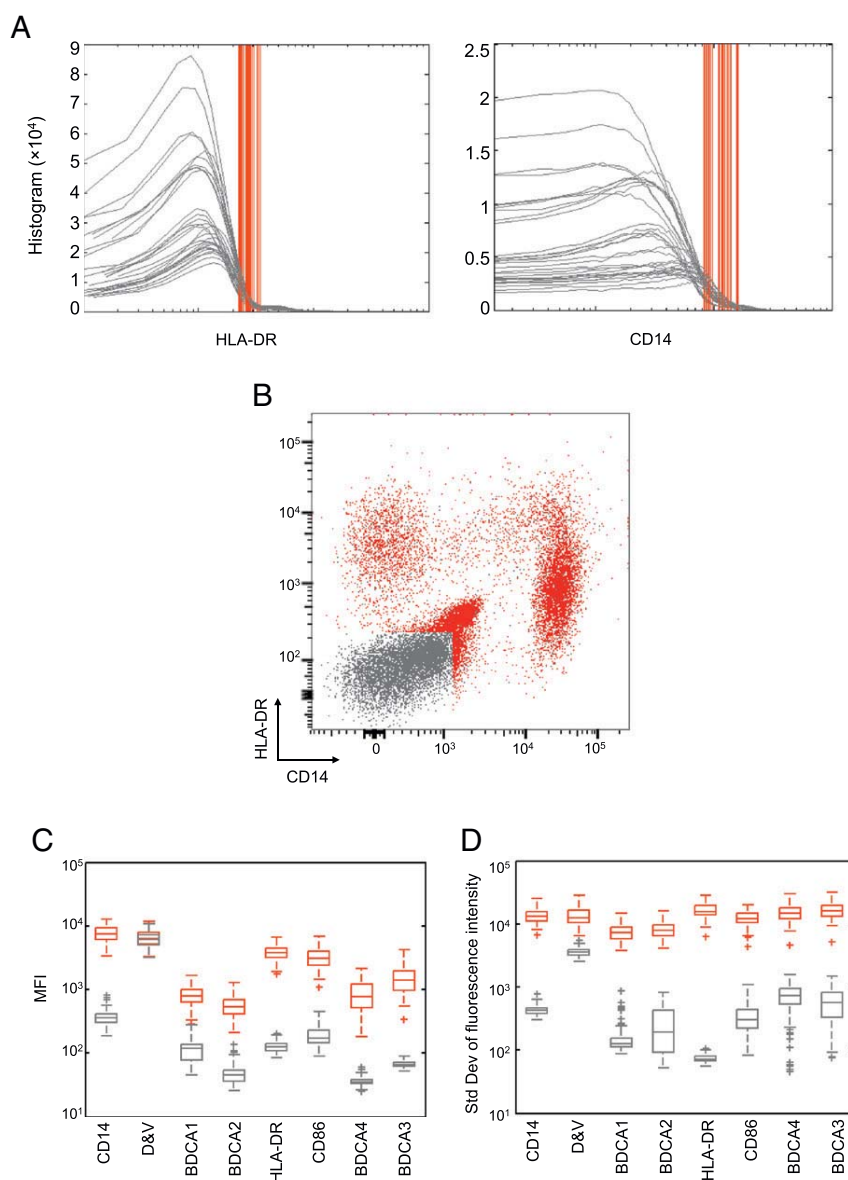 A
Histogram (×10⁴)
9
8
7
6
5
4
3
2
1
0
HLA-DR
2.5
2
1.5
1
0.5
0
CD14
B
HLA-DR
10⁵
10⁴
10³
10²
0 10³ 10⁴ 10⁵
CD14
C
MFI
10⁵
10⁴
10³
10²
10¹
CD14 D&V BDCA1 BDCA2 HLA-DR CD86 BDCA4 BDCA3
D
Std Dev of fluorescence intensity
10⁵
10⁴
10³
10²
10¹
CD14 D&V BDCA1 BDCA2 HLA-DR CD86 BDCA4 BDCA3